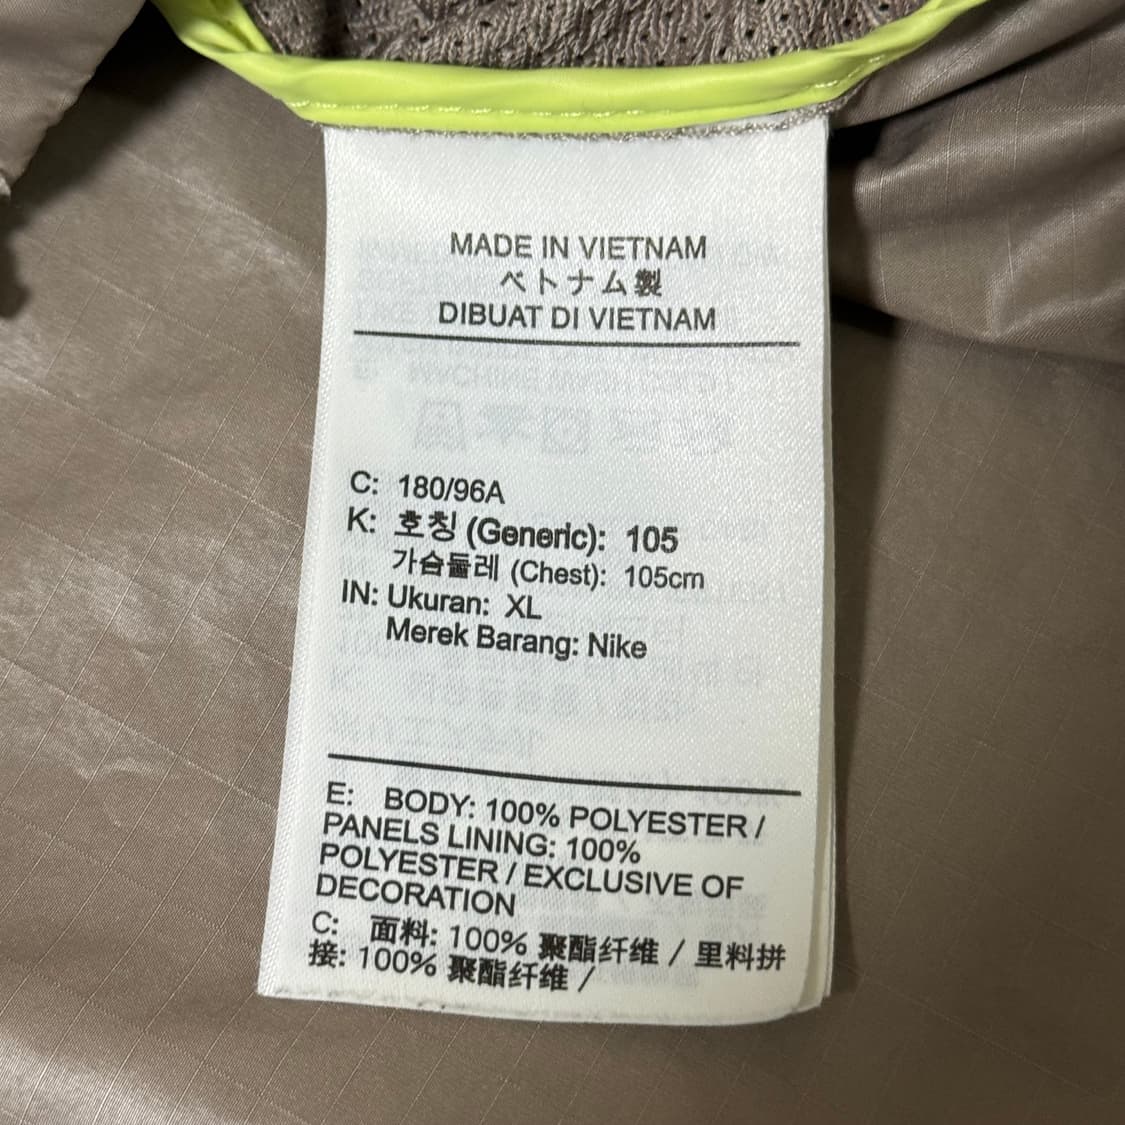 MADE IN VIETNAM
ベトナム製
DIBUAT DI VIETNAM
C: 180/96A
K: 호칭 (Generic): 105
가슴둘레 (Chest): 105cm
IN: Ukuran: XL
Merek Barang: Nike
E: BODY: 100% POLYESTER /
PANELS LINING: 100%
POLYESTER / EXCLUSIVE OF
DECORATION
C: 面料: 100% 聚酯纤维 / 里料拼
接: 100% 聚酯纤维 /